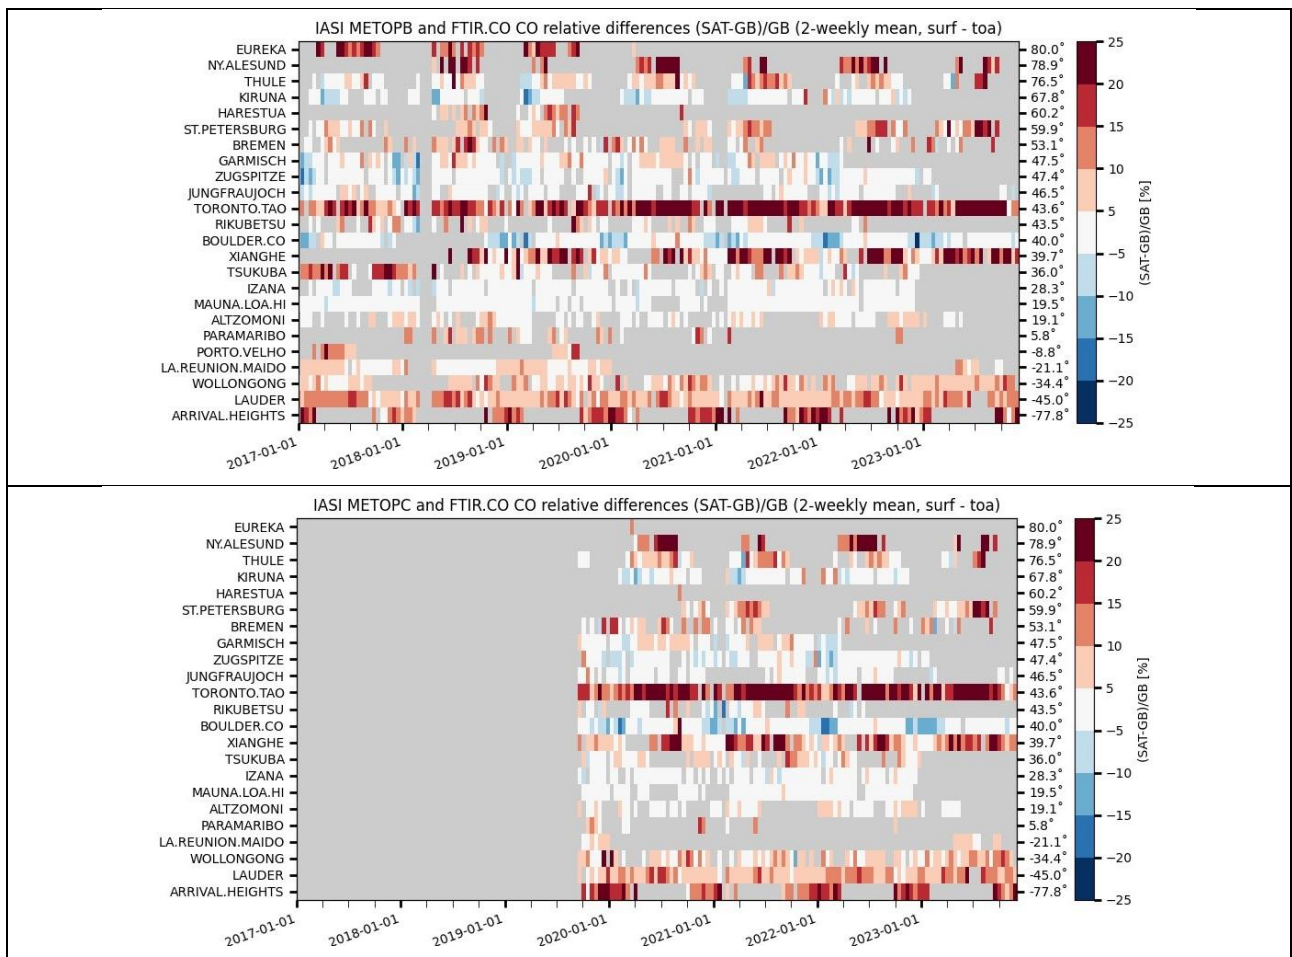 IASI METOPB and FTIR.CO CO relative differences (SAT-GB)/GB (2-weekly mean, surf - toa)
EUREKA 80.0° 25
NY.ALESUND 78.9°
THULE 76.5° 20
KIRUNA 67.8°
HARESTUA 60.2°
ST.PETERSBURG 59.9° 15
BREMEN 53.1°
GARMISCH 47.5° 10
ZUGSPITZE 47.4°
JUNGFRAUJOCH 46.5°
TORONTO.TAO 43.6° 5
RIKUBETSU 43.5°
BOULDER.CO 40.0° −5
XIANGHE 39.7°
TSUKUBA 36.0°
IZANA 28.3° −10
MAUNA.LOA.HI 19.5°
ALTZOMONI 19.1° −15
PARAMARIBO 5.8°
PORTO.VELHO -8.8°
LA.REUNION.MAIDO -21.1°
WOLLONGONG -34.4° −20
LAUDER -45.0°
ARRIVAL.HEIGHTS -77.8° −25
(SAT-GB)/GB [%]
2017-01-01 2018-01-01 2019-01-01 2020-01-01 2021-01-01 2022-01-01 2023-01-01
IASI METOPC and FTIR.CO CO relative differences (SAT-GB)/GB (2-weekly mean, surf - toa)
EUREKA 80.0° 25
NY.ALESUND 78.9°
THULE 76.5° 20
KIRUNA 67.8°
HARESTUA 60.2°
ST.PETERSBURG 59.9° 15
BREMEN 53.1°
GARMISCH 47.5° 10
ZUGSPITZE 47.4°
JUNGFRAUJOCH 46.5°
TORONTO.TAO 43.6° 5
RIKUBETSU 43.5°
BOULDER.CO 40.0° −5
XIANGHE 39.7°
TSUKUBA 36.0°
IZANA 28.3° −10
MAUNA.LOA.HI 19.5°
ALTZOMONI 19.1° −15
PARAMARIBO 5.8°
LA.REUNION.MAIDO -21.1°
WOLLONGONG -34.4° −20
LAUDER -45.0°
ARRIVAL.HEIGHTS -77.8° −25
(SAT-GB)/GB [%]
2017-01-01 2018-01-01 2019-01-01 2020-01-01 2021-01-01 2022-01-01 2023-01-01